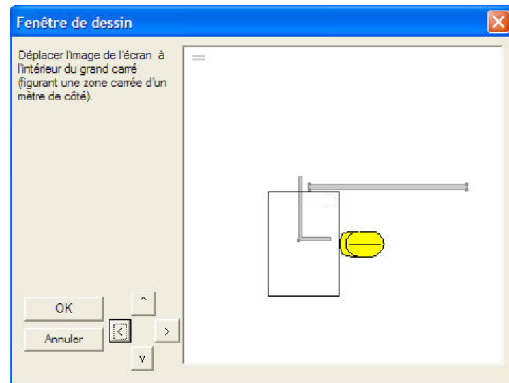 Fenêtre de dessin
Déplacer l'image de l'écran à
l'intérieur du grand carré
(figurant une zone carrée d'un
mètre de côté).
OK
Annuler
^
<
>
v